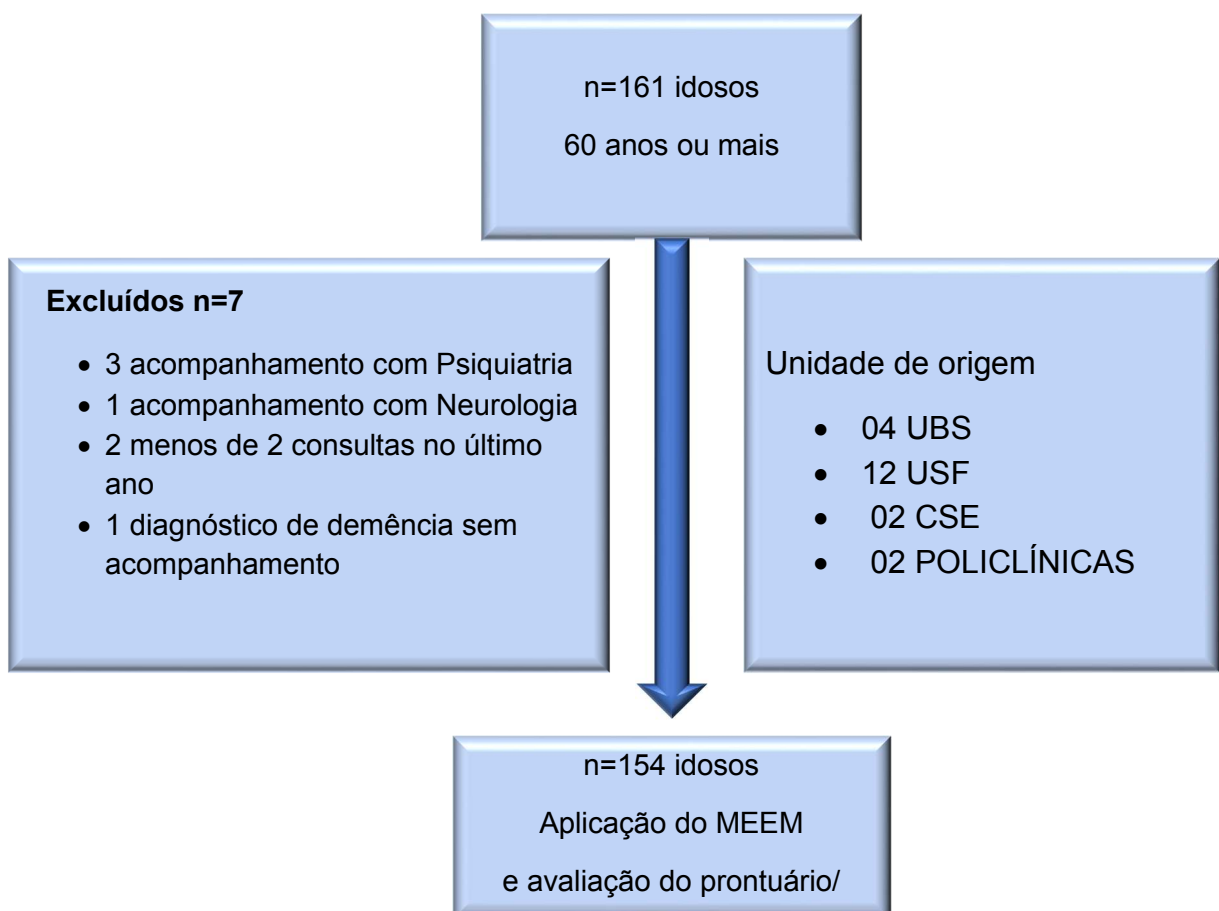 n=161 idosos
60 anos ou mais
Excluídos n=7
• 3 acompanhamento com Psiquiatria
• 1 acompanhamento com Neurologia
• 2 menos de 2 consultas no último
ano
• 1 diagnóstico de demência sem
acompanhamento
Unidade de origem
• 04 UBS
• 12 USF
• 02 CSE
• 02 POLICLÍNICAS
n=154 idosos
Aplicação do MEEM
e avaliação do prontuário/